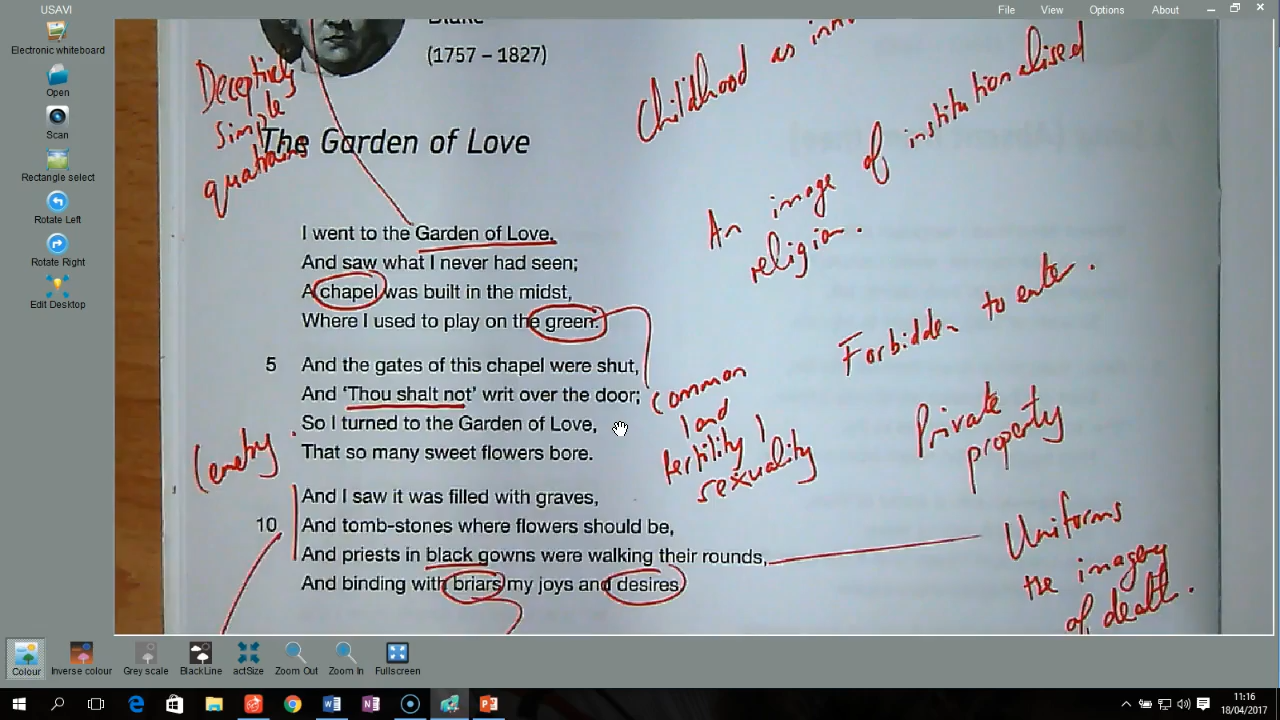 USAVI
File View Options About
Electronic whiteboard
Open
Scan
Rectangle select
Rotate Left
Rotate Right
Edit Desktop
Blake
(1757 – 1827)
Deceptively
simple
quatrains
Childhood as inno
An image of institutionalised
religion.
The Garden of Love
I went to the Garden of Love,
And saw what I never had seen;
A chapel was built in the midst,
Where I used to play on the green.
Forbidden to enter.
5 And the gates of this chapel were shut,
And ‘Thou shalt not’ writ over the door;
So I turned to the Garden of Love,
That so many sweet flowers bore.
Common
land
fertility /
sexuality
Private
property
Cemetry
And I saw it was filled with graves,
10 And tomb-stones where flowers should be,
And priests in black gowns were walking their rounds,
And binding with briars my joys and desires.
Uniforms
the imagery
of death.
Colour Inverse colour Grey scale BlackLine actSize Zoom Out Zoom In Fullscreen
11:16
18/04/2017